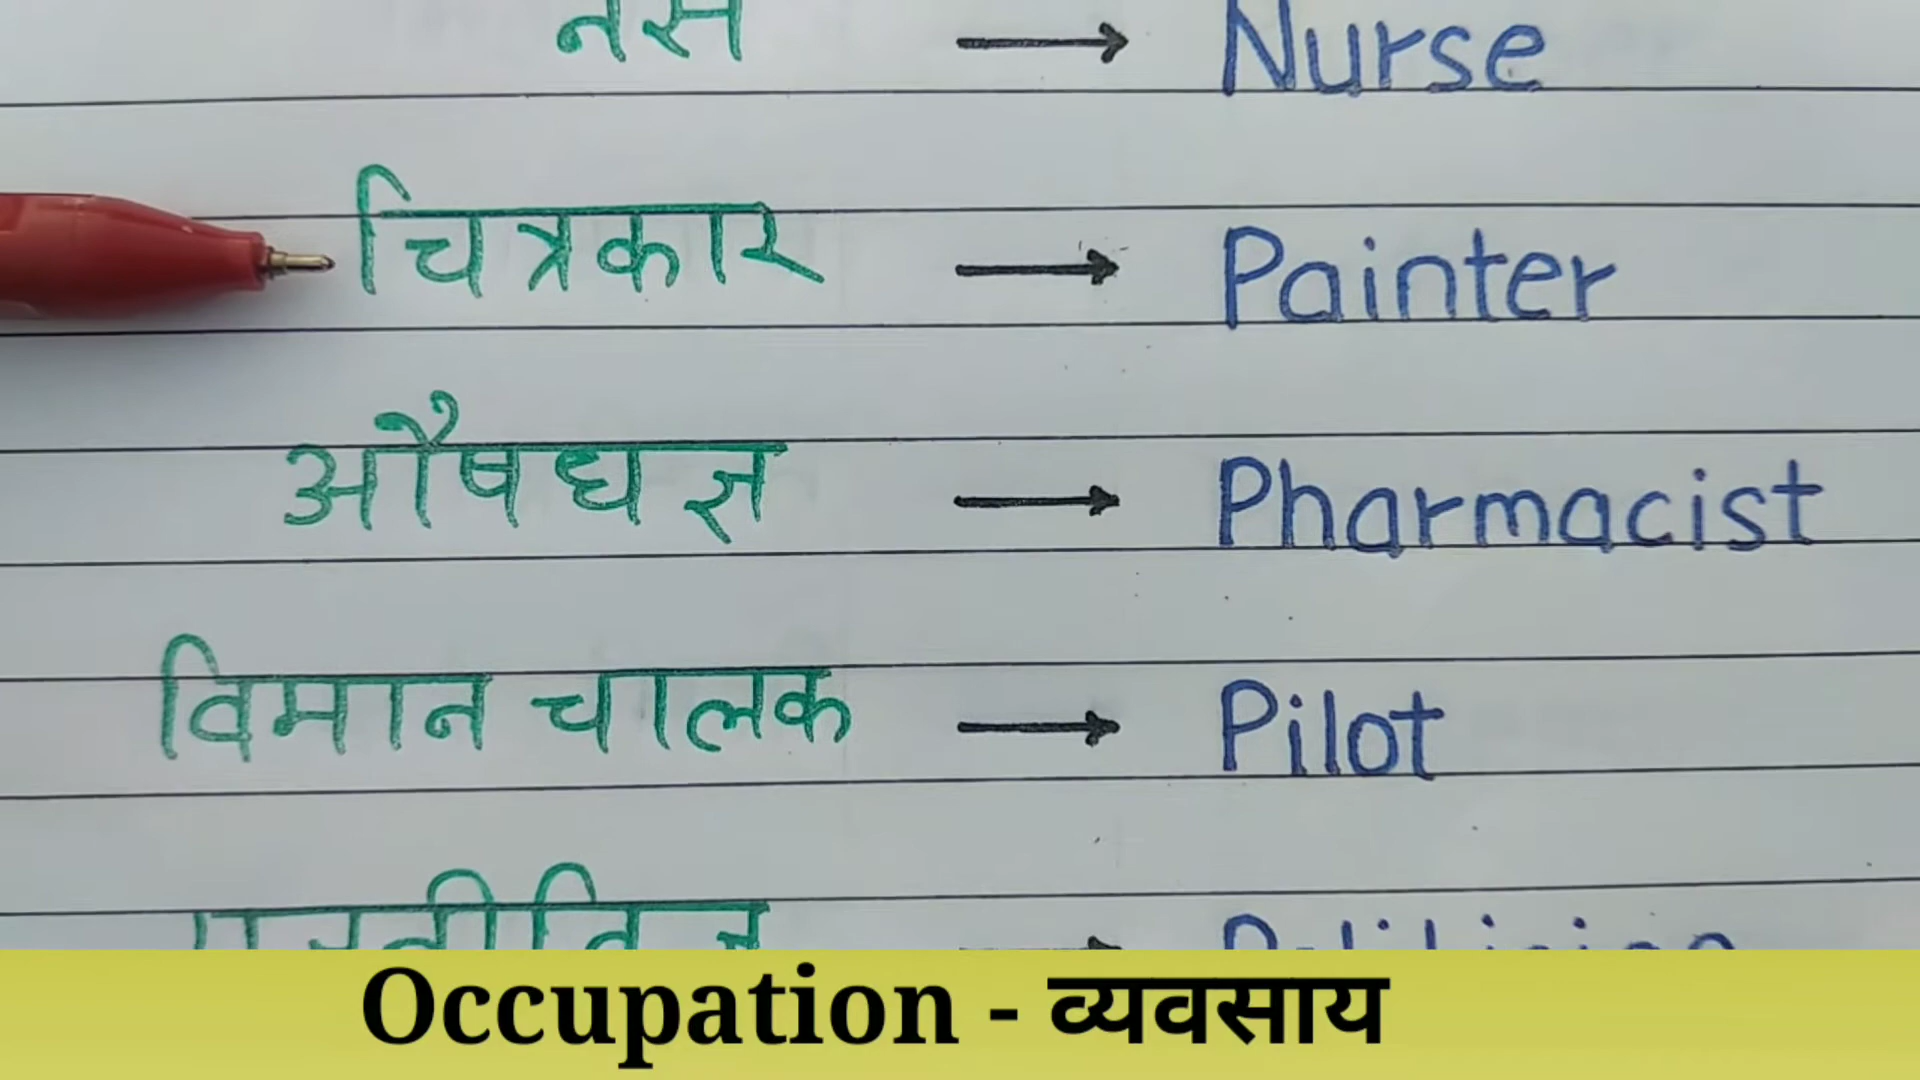 नर्स → Nurse
चित्रकार → Painter
औषधज्ञ → Pharmacist
विमान चालक → Pilot
Occupation - व्यवसाय